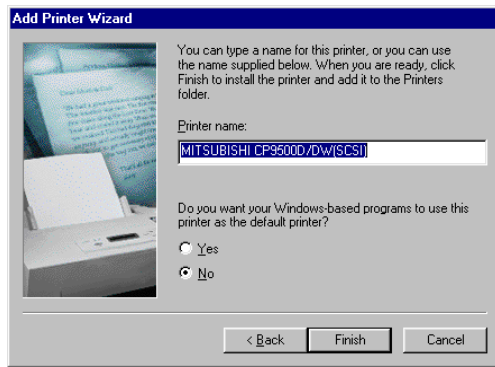 Add Printer Wizard
You can type a name for this printer, or you can use
the name supplied below. When you are ready, click
Finish to install the printer and add it to the Printers
folder.
Printer name:
MITSUBISHI CP9500D/DW(SCSI)
Do you want your Windows-based programs to use this
printer as the default printer?
Yes
No
< Back
Finish
Cancel